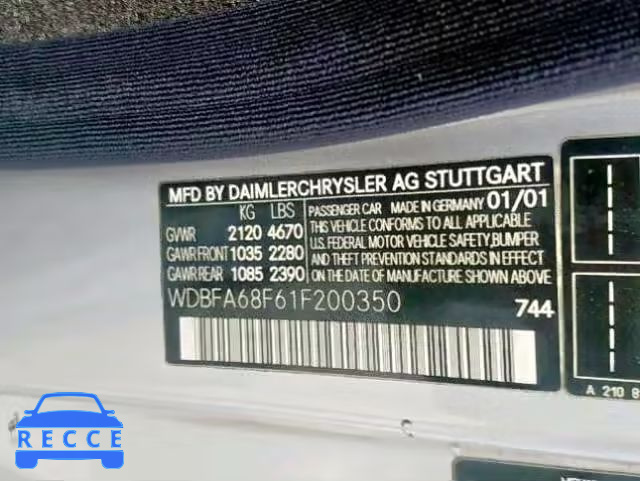 MFD BY DAIMLERCHRYSLER AG STUTTGART
KG LBS
GVWR 2120 4670
GAWR FRONT 1035 2280
GAWR REAR 1085 2390
PASSENGER CAR MADE IN GERMANY 01/01
THIS VEHICLE CONFORMS TO ALL APPLICABLE
U.S. FEDERAL MOTOR VEHICLE SAFETY, BUMPER
AND THEFT PREVENTION STANDARDS IN EFFECT
ON THE DATE OF MANUFACTURE SHOWN ABOVE
WDBFA68F61F200350
744
A 210 8
RECCE